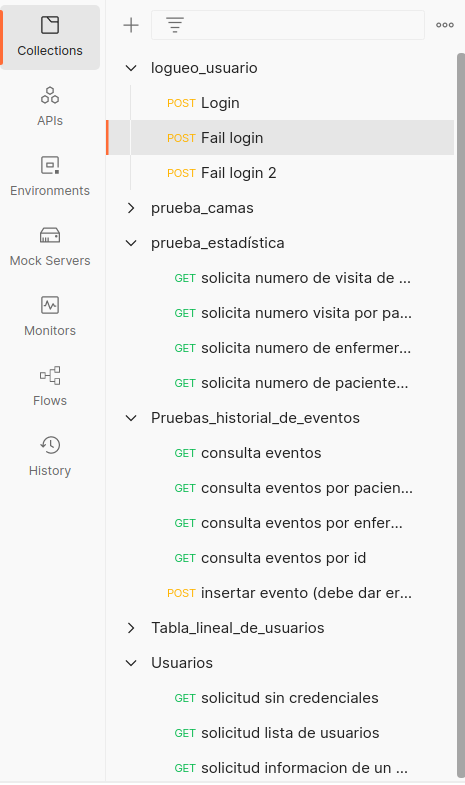 Collections
APIs
Environments
Mock Servers
Monitors
Flows
History
logueo_usuario
POST Login
POST Fail login
POST Fail login 2
prueba_camas
prueba_estadística
GET solicita numero de visita de ...
GET solicita numero visita por pa...
GET solicita numero de enfermer...
GET solicita numero de paciente...
Pruebas_historial_de_eventos
GET consulta eventos
GET consulta eventos por pacien...
GET consulta eventos por enfer...
GET consulta eventos por id
POST insertar evento (debe dar er...
Tabla_lineal_de_usuarios
Usuarios
GET solicitud sin credenciales
GET solicitud lista de usuarios
GET solicitud informacion de un ...